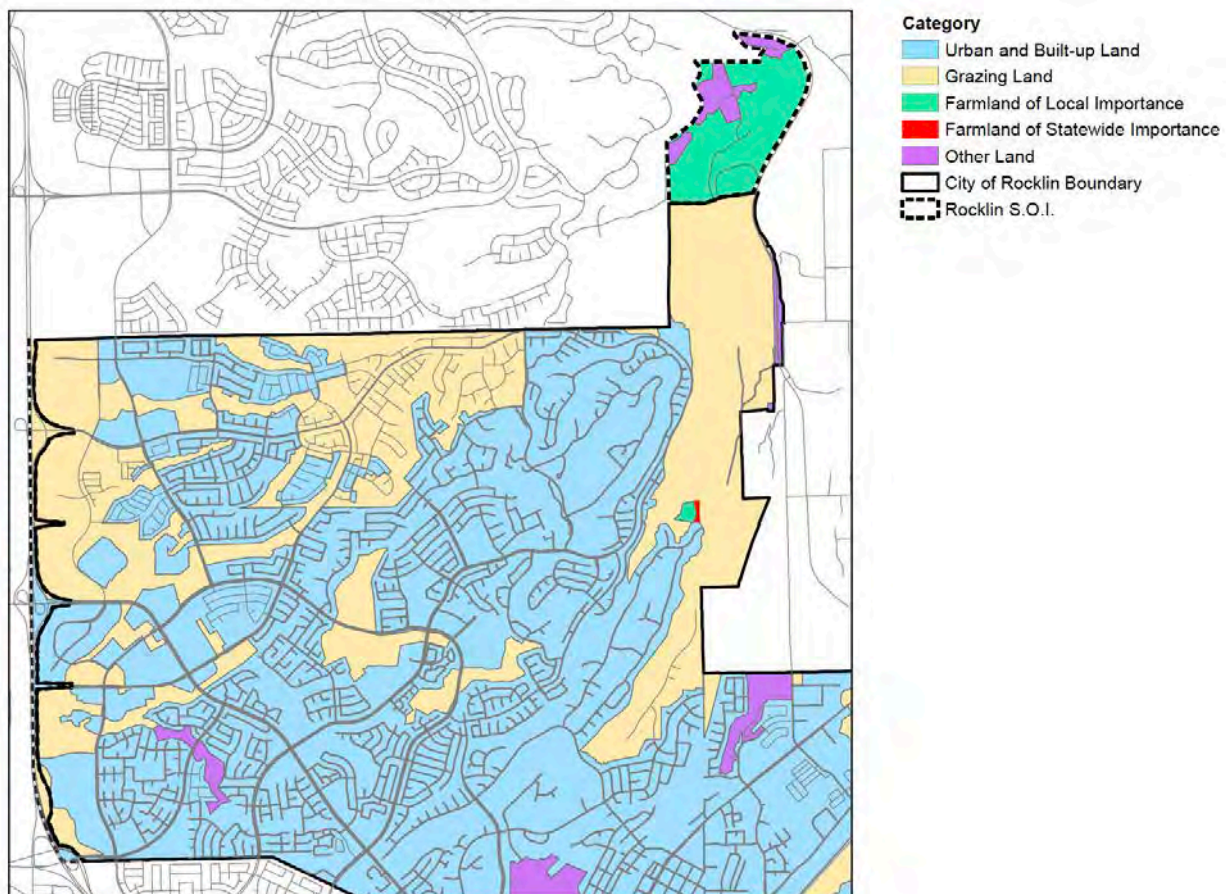 Category
Urban and Built-up Land
Grazing Land
Farmland of Local Importance
Farmland of Statewide Importance
Other Land
City of Rocklin Boundary
Rocklin S.O.I.